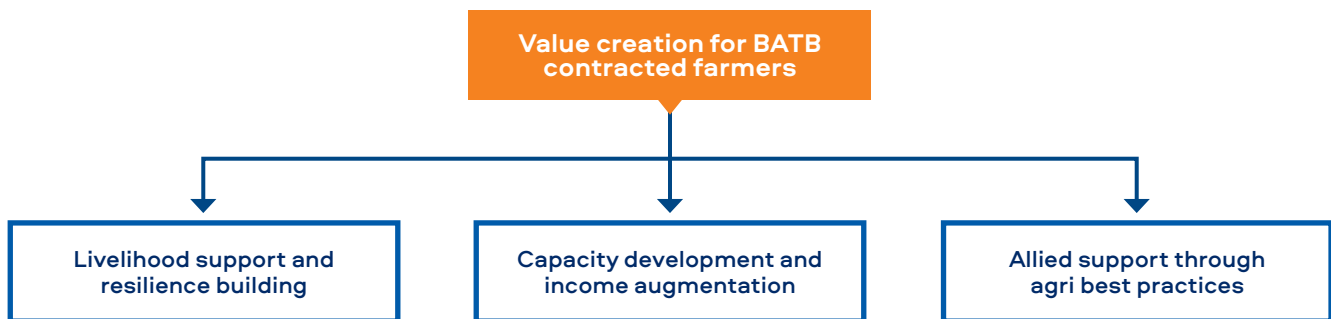 Value creation for BATB
contracted farmers
Livelihood support and
resilience building
Capacity development and
income augmentation
Allied support through
agri best practices